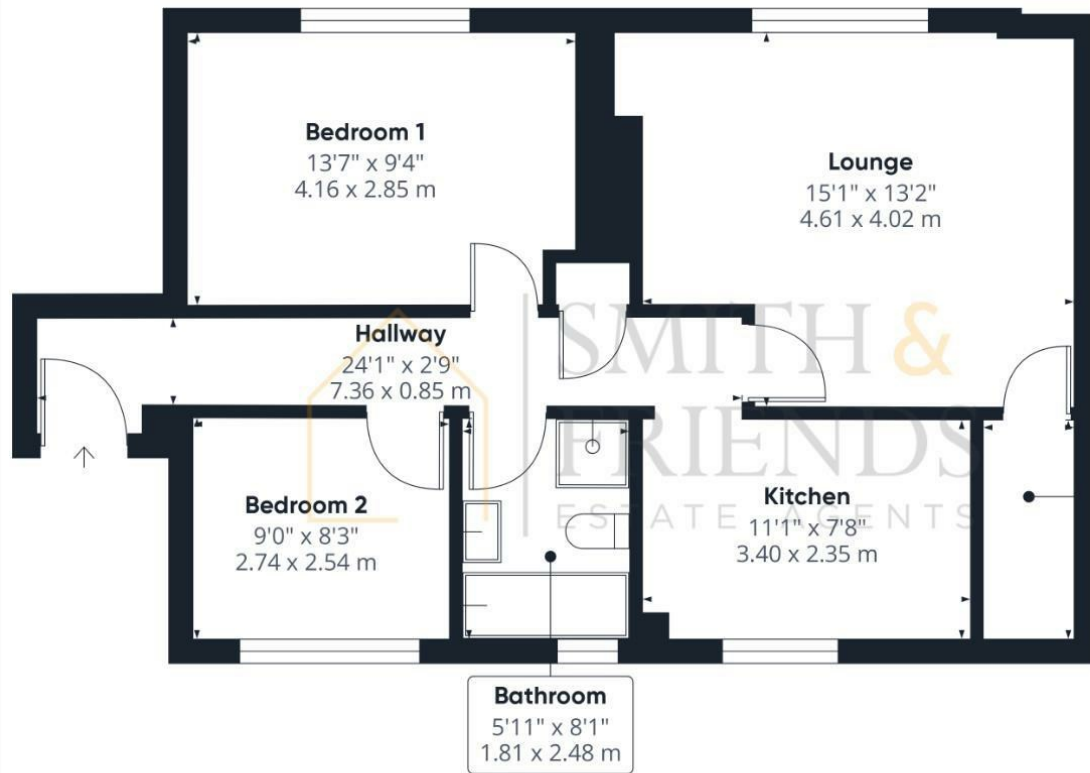 Bedroom 1
13'7" x 9'4"
4.16 x 2.85 m
Lounge
15'1" x 13'2"
4.61 x 4.02 m
Hallway
24'1" x 2'9"
7.36 x 0.85 m
SMITH &
FRIENDS
ESTATE AGENTS
Bedroom 2
9'0" x 8'3"
2.74 x 2.54 m
Kitchen
11'1" x 7'8"
3.40 x 2.35 m
Bathroom
5'11" x 8'1"
1.81 x 2.48 m